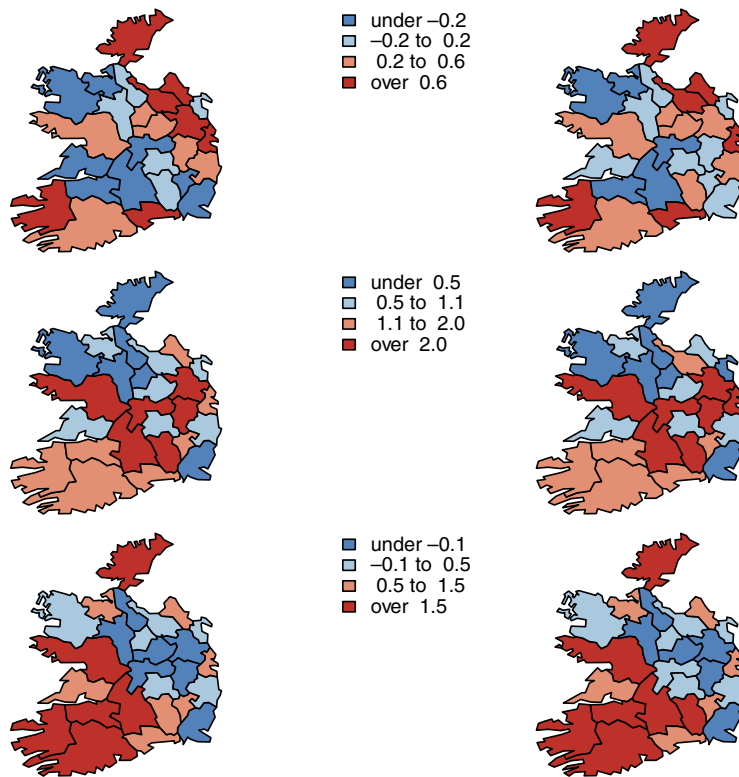 under −0.2
−0.2 to 0.2
0.2 to 0.6
over 0.6
under 0.5
0.5 to 1.1
1.1 to 2.0
over 2.0
under −0.1
−0.1 to 0.5
0.5 to 1.5
over 1.5